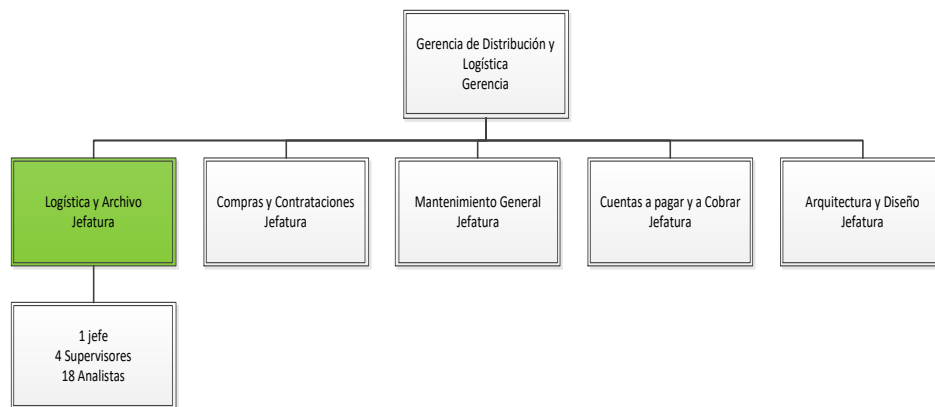 Gerencia de Distribución y
Logística
Gerencia
Logística y Archivo
Jefatura
Compras y Contrataciones
Jefatura
Mantenimiento General
Jefatura
Cuentas a pagar y a Cobrar
Jefatura
Arquitectura y Diseño
Jefatura
1 jefe
4 Supervisores
18 Analistas